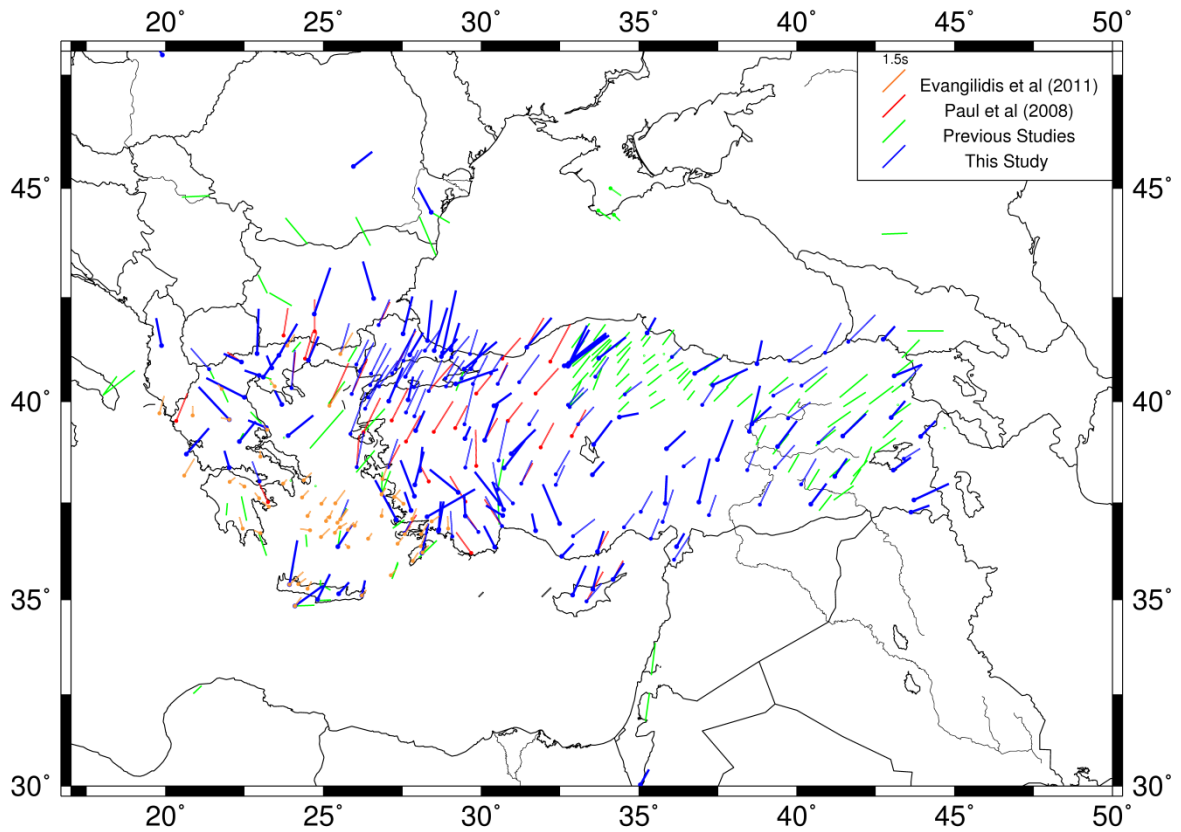 20° 25° 30° 35° 40° 45° 50°
1.5s
Evangilidis et al (2011)
Paul et al (2008)
Previous Studies
This Study
45° 45°
40° 40°
35° 35°
30° 30°
20° 25° 30° 35° 40° 45° 50°